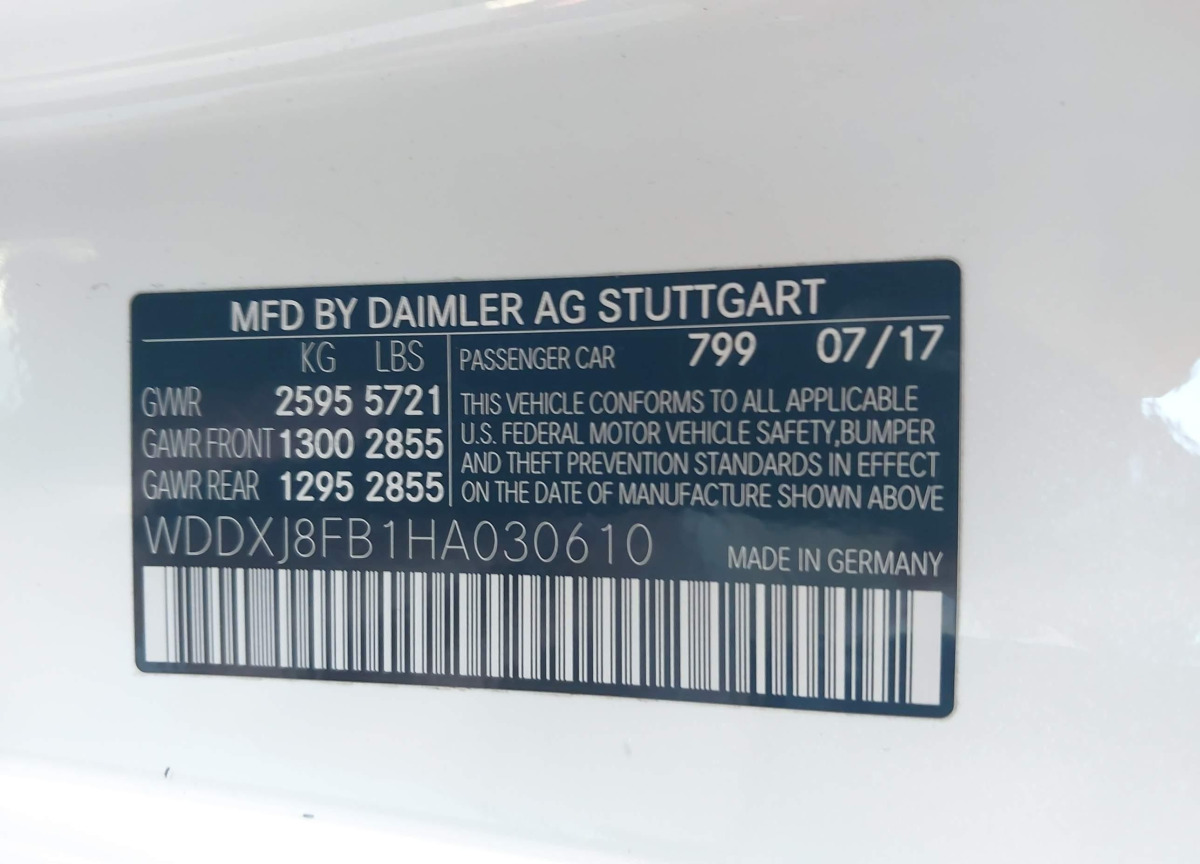 MFD BY DAIMLER AG STUTTGART
KG LBS
GVWR 2595 5721
GAWR FRONT 1300 2855
GAWR REAR 1295 2855
PASSENGER CAR 799 07/17
THIS VEHICLE CONFORMS TO ALL APPLICABLE
U.S. FEDERAL MOTOR VEHICLE SAFETY,BUMPER
AND THEFT PREVENTION STANDARDS IN EFFECT
ON THE DATE OF MANUFACTURE SHOWN ABOVE
WDDXJ8FB1HA030610
MADE IN GERMANY